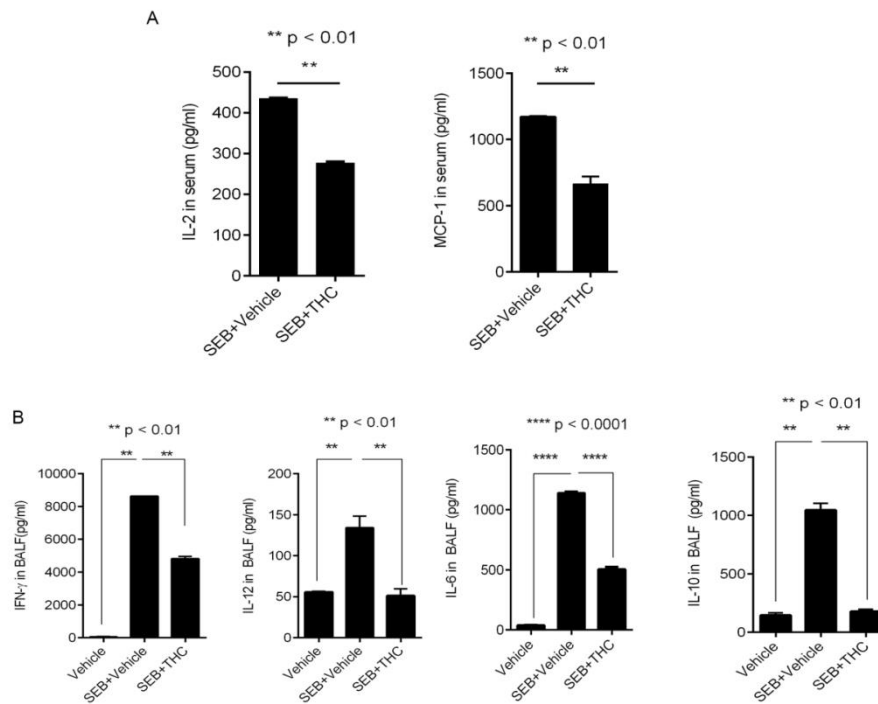 A
** p < 0.01
**
IL-2 in serum (pg/ml)
500
400
300
200
100
0
SEB+Vehicle
SEB+THC
** p < 0.01
**
MCP-1 in serum (pg/ml)
1500
1000
500
0
SEB+Vehicle
SEB+THC
B
** p < 0.01
**
**
IFN-γ in BALF(pg/ml)
10000
8000
6000
4000
2000
0
Vehicle
SEB+Vehicle
SEB+THC
** p < 0.01
**
**
IL-12 in BALF (pg/ml)
200
150
100
50
0
Vehicle
SEB+Vehicle
SEB+THC
**** p < 0.0001
****
****
IL-6 in BALF (pg/ml)
1500
1000
500
0
Vehicle
SEB+Vehicle
SEB+THC
** p < 0.01
**
**
IL-10 in BALF (pg/ml)
1500
1000
500
0
Vehicle
SEB+Vehicle
SEB+THC